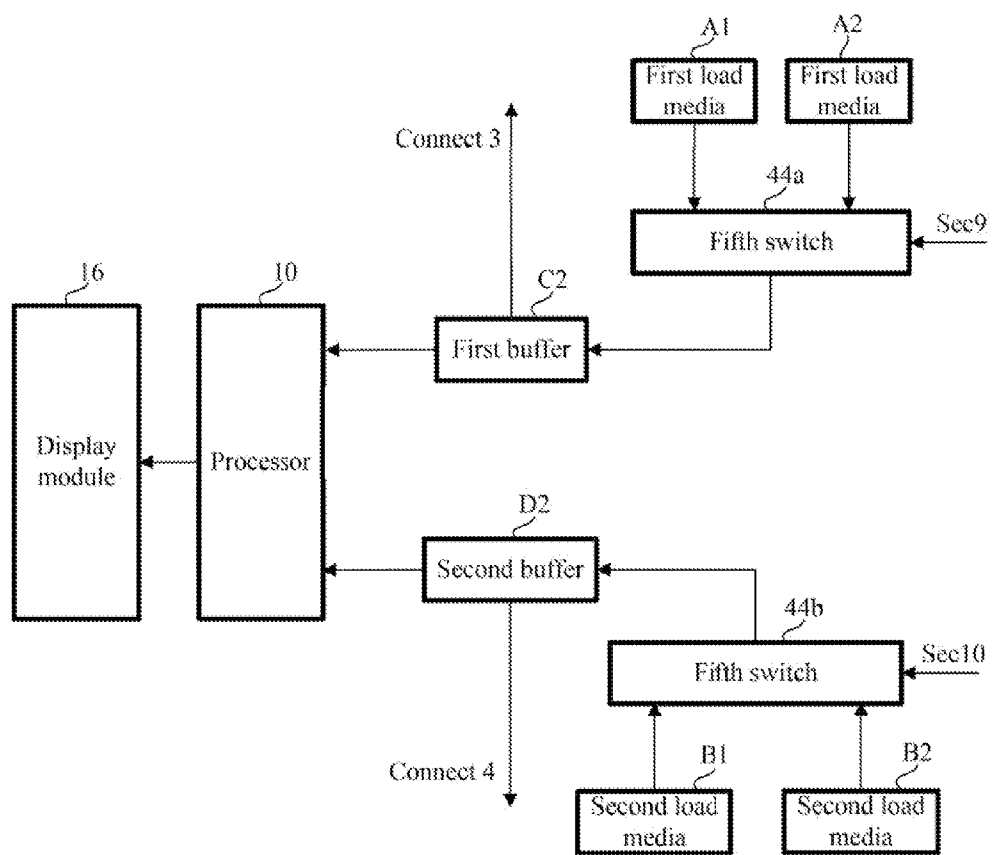 A1
A2
First load
media
First load
media
Connect 3
44a
Fifth switch
Sec9
16
10
C2
First buffer
Display
module
Processor
D2
Second buffer
44b
Fifth switch
Sec10
Connect 4
B1
B2
Second load
media
Second load
media